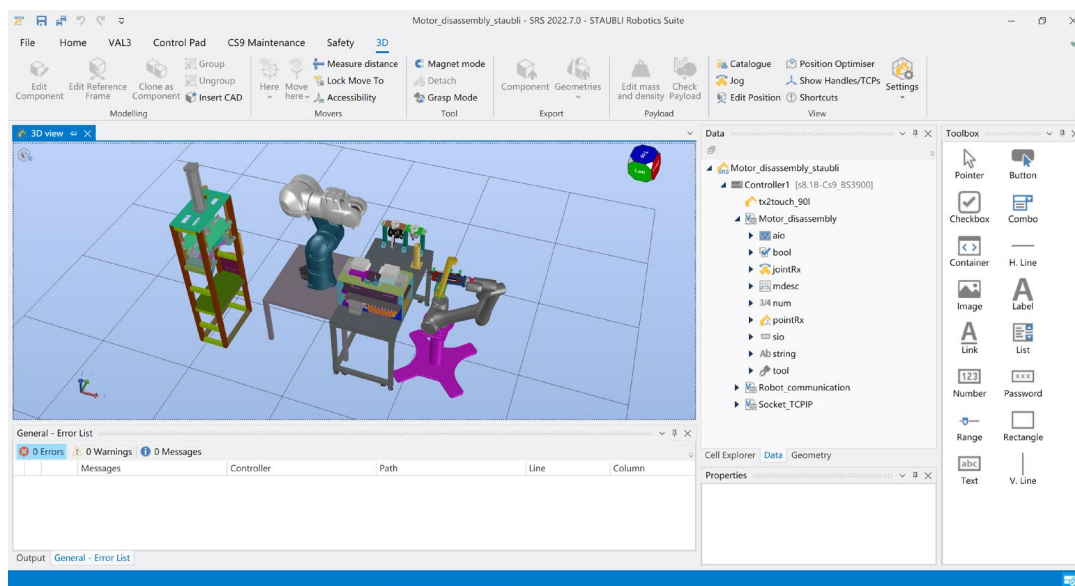 Motor_disassembly_staubli - SRS 2022.7.0 - STAUBLI Robotics Suite
File Home VAL3 Control Pad CS9 Maintenance Safety 3D
Edit Component
Edit Reference Frame
Clone as Component
Group
Ungroup
Insert CAD
Modelling
Here
Move here
Measure distance
Lock Move To
Accessibility
Movers
Magnet mode
Detach
Grasp Mode
Tool
Component
Geometries
Export
Edit mass and density
Check Payload
Payload
Catalogue
Jog
Edit Position
Position Optimiser
Show Handles/TCPs
Shortcuts
Settings
View
3D view
General - Error List
0 Errors 0 Warnings 0 Messages
Messages Controller Path Line Column
Output General - Error List
Data
Motor_disassembly_staubli
Controller1 [s8.18-Cs9_BS3900]
tx2touch_90l
Motor_disassembly
aio
bool
jointRx
mdesc
3/4 num
pointRx
sio
Ab string
tool
Robot_communication
Socket_TCPIP
Cell Explorer Data Geometry
Properties
Toolbox
Pointer Button
Checkbox Combo
Container H. Line
A
Image Label
A
Link List
123 xxx
Number Password
Range Rectangle
abc
Text V. Line